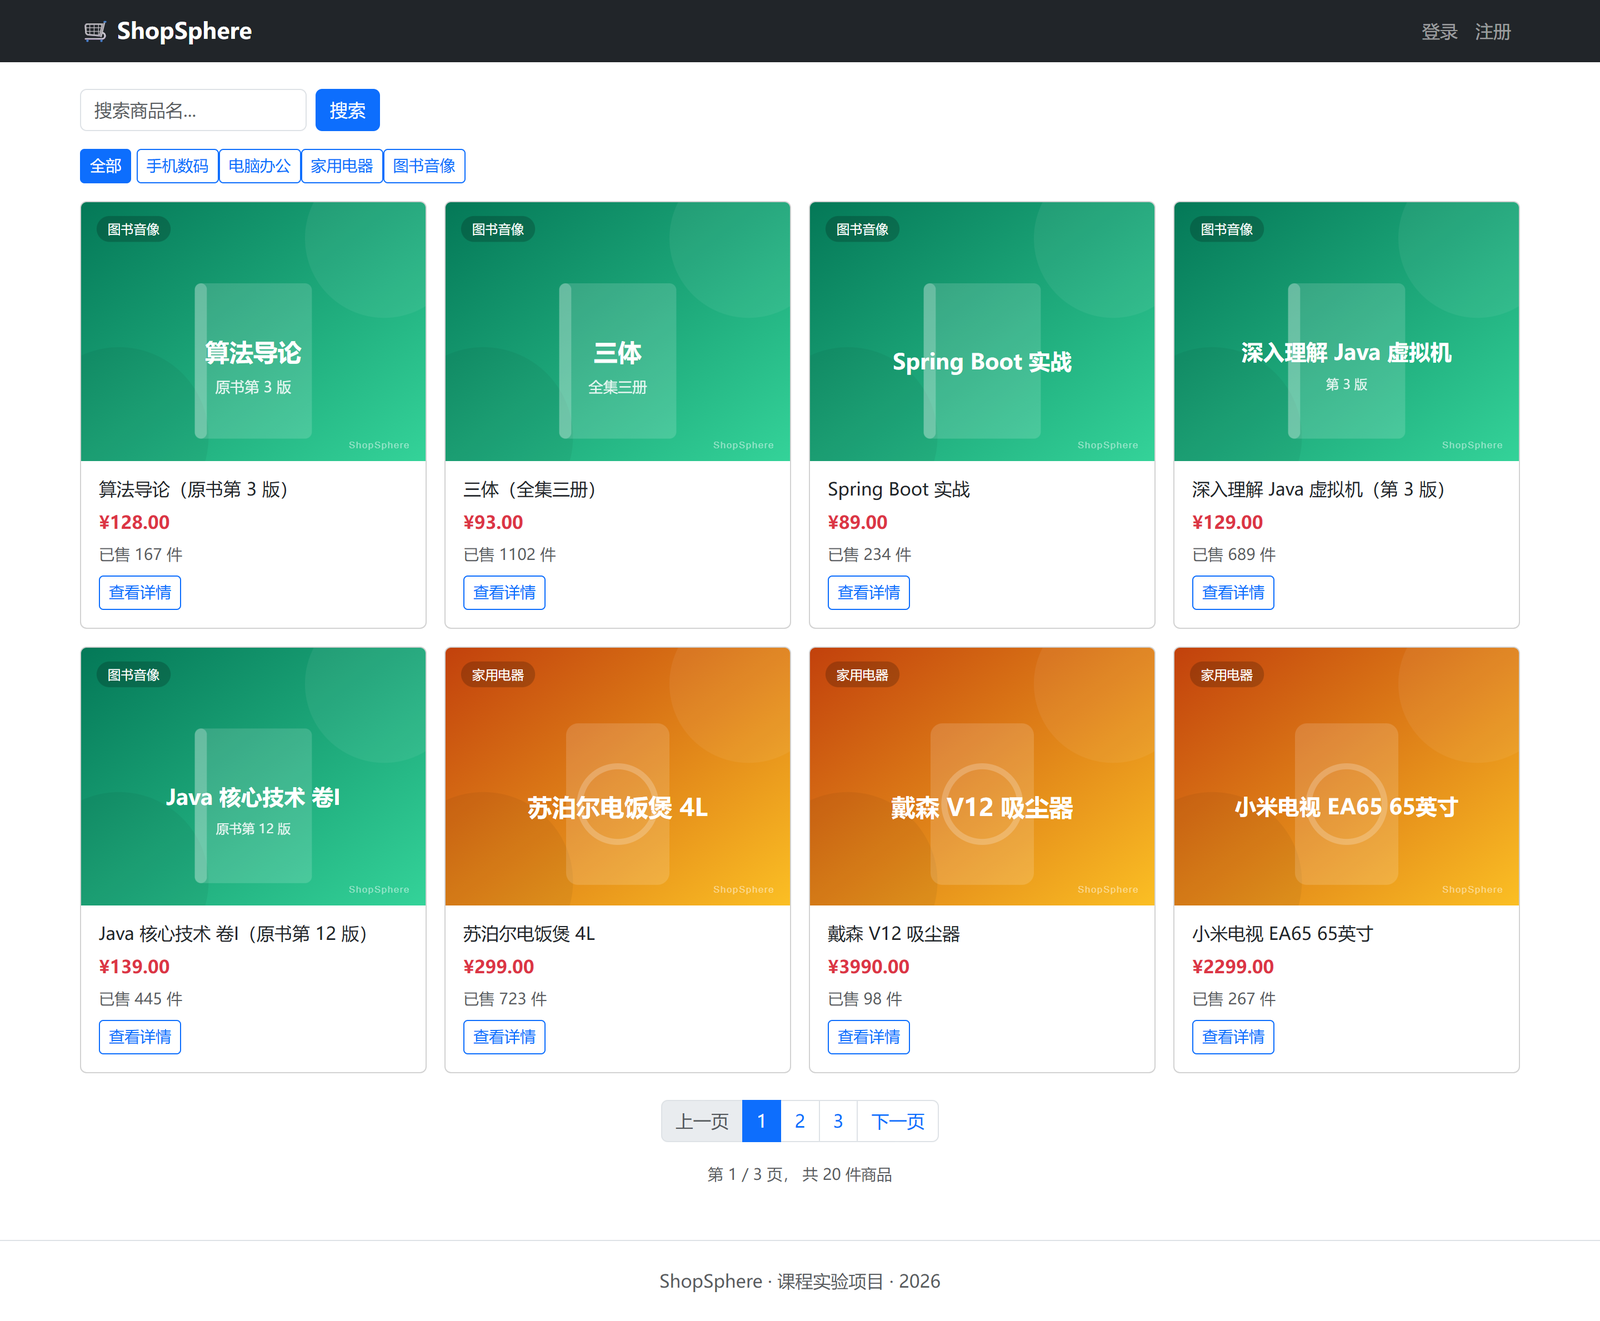 ShopSphere
登录 注册
搜索商品名...
搜索
全部 手机数码 电脑办公 家用电器 图书音像
图书音像
算法导论
原书第 3 版
ShopSphere
算法导论（原书第 3 版）
¥128.00
已售 167 件
查看详情
图书音像
三体
全集三册
ShopSphere
三体（全集三册）
¥93.00
已售 1102 件
查看详情
图书音像
Spring Boot 实战
ShopSphere
Spring Boot 实战
¥89.00
已售 234 件
查看详情
图书音像
深入理解 Java 虚拟机
第 3 版
ShopSphere
深入理解 Java 虚拟机（第 3 版）
¥129.00
已售 689 件
查看详情
图书音像
Java 核心技术 卷I
原书第 12 版
ShopSphere
Java 核心技术 卷I（原书第 12 版）
¥139.00
已售 445 件
查看详情
家用电器
苏泊尔电饭煲 4L
ShopSphere
苏泊尔电饭煲 4L
¥299.00
已售 723 件
查看详情
家用电器
戴森 V12 吸尘器
ShopSphere
戴森 V12 吸尘器
¥3990.00
已售 98 件
查看详情
家用电器
小米电视 EA65 65英寸
ShopSphere
小米电视 EA65 65英寸
¥2299.00
已售 267 件
查看详情
上一页 1 2 3 下一页
第 1 / 3 页， 共 20 件商品
ShopSphere · 课程实验项目 · 2026